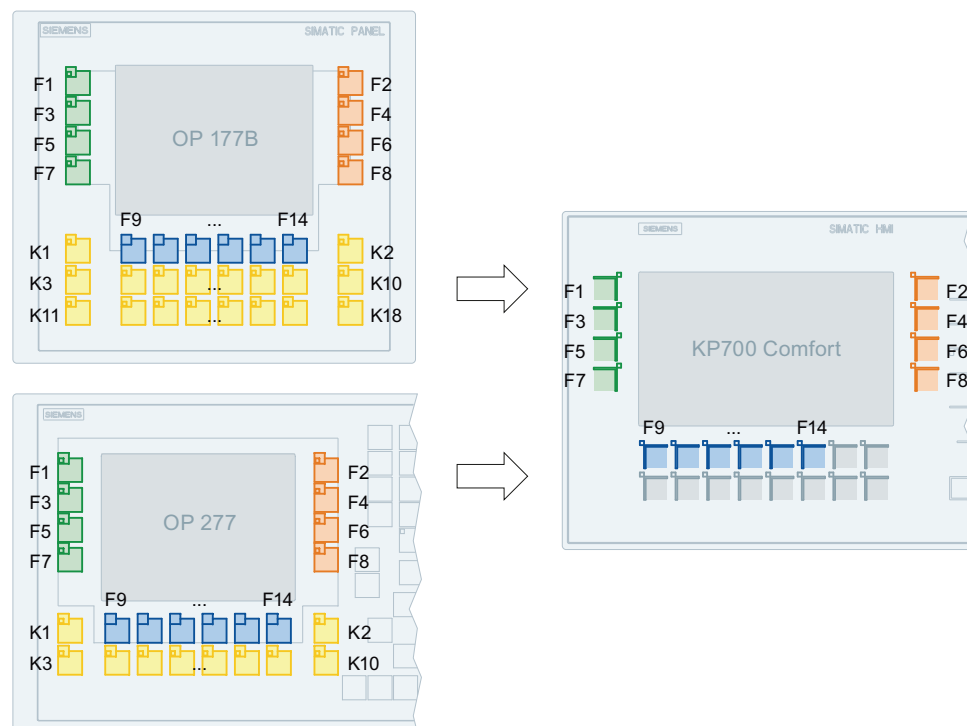 SIEMENS SIMATIC PANEL
F1 F2
F3 F4
OP 177B
F5 F6
F7 F8
F9 ... F14
K1 K2
K3 ... K10
K11 ... K18
SIEMENS
F1 F2
F3 F4
OP 277
F5 F6
F7 F8
F9 ... F14
K1 K2
K3 ... K10
SIEMENS SIMATIC HMI
F1 F2
F3 F4
KP700 Comfort
F5 F6
F7 F8
F9 ... F14